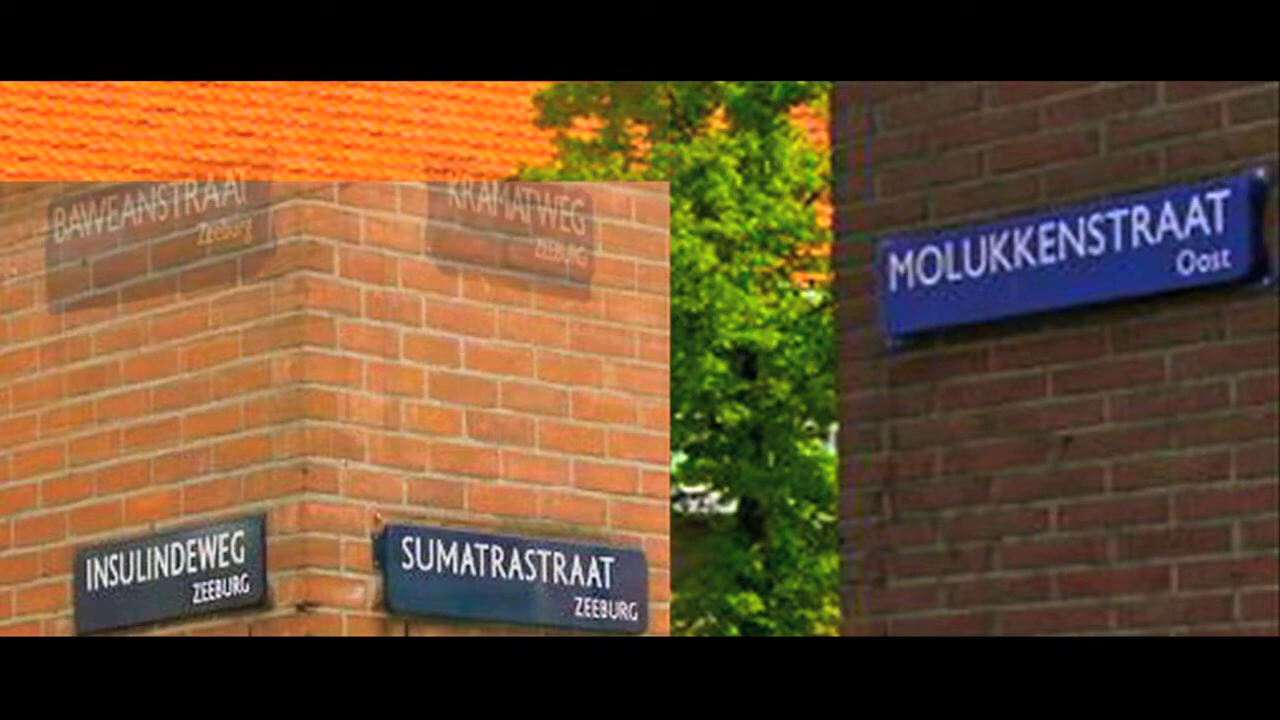 BAWEANSTRAAT
Zeeburg
KRAMATWEG
ZEEBURG
MOLUKKENSTRAAT
Oost
INSULINDEWEG
ZEEBURG
SUMATRASTRAAT
ZEEBURG